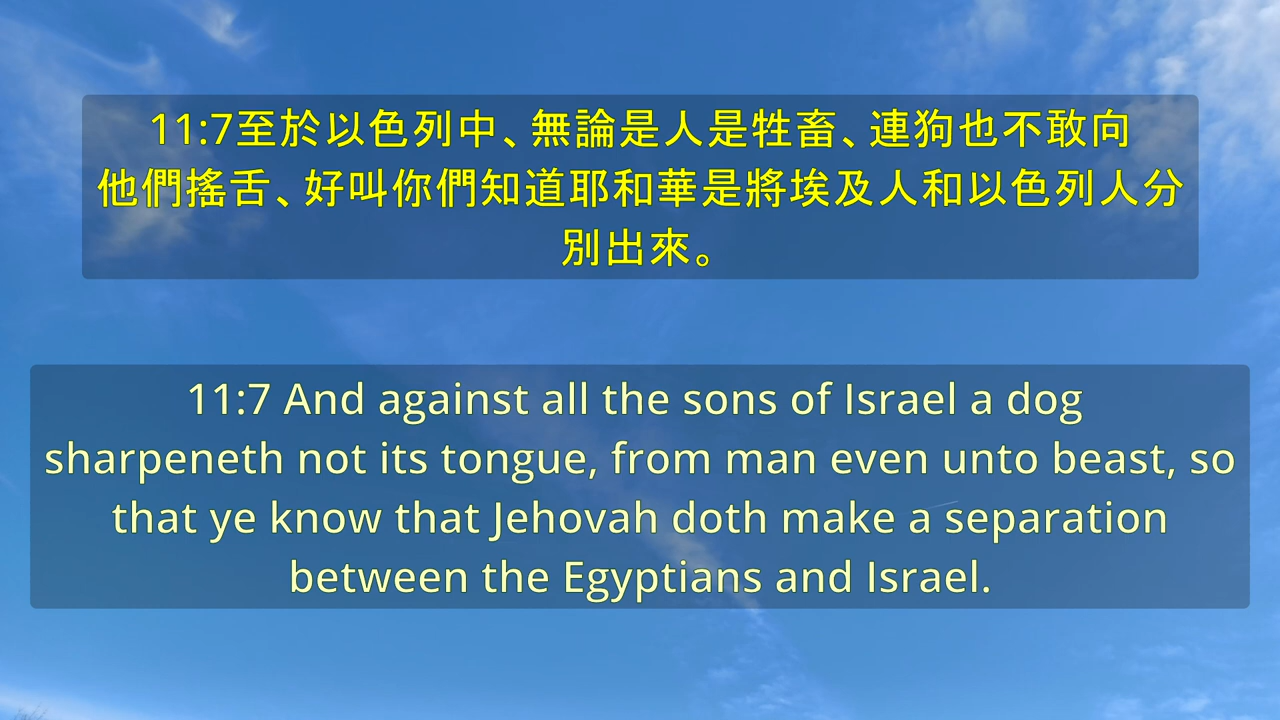 11:7至於以色列中、無論是人是牲畜、連狗也不敢向
他們搖舌、好叫你們知道耶和華是將埃及人和以色列人分
別出來。
11:7 And against all the sons of Israel a dog
sharpeneth not its tongue, from man even unto beast, so
that ye know that Jehovah doth make a separation
between the Egyptians and Israel.